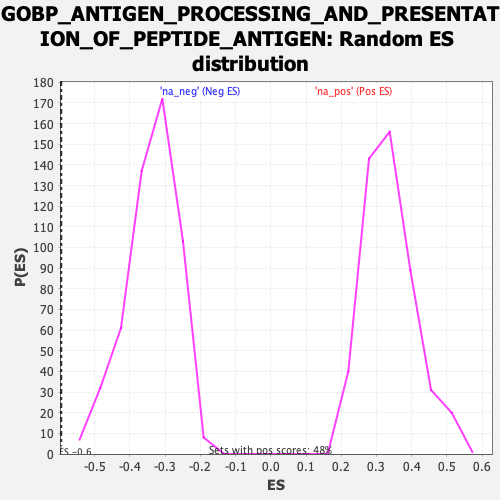 GOBP_ANTIGEN_PROCESSING_AND_PRESENTAT
ION_OF_PEPTIDE_ANTIGEN: Random ES
distribution
'na_neg' (Neg ES) 'na_pos' (Pos ES)
180
170
160
150
140
130
120
110
100
90
80
70
60
50
40
30
20
10
0
P(ES)
ES -0.6 Sets with pos scores: 48%
-0.5 -0.4 -0.3 -0.2 -0.1 0.0 0.1 0.2 0.3 0.4 0.5 0.6
ES